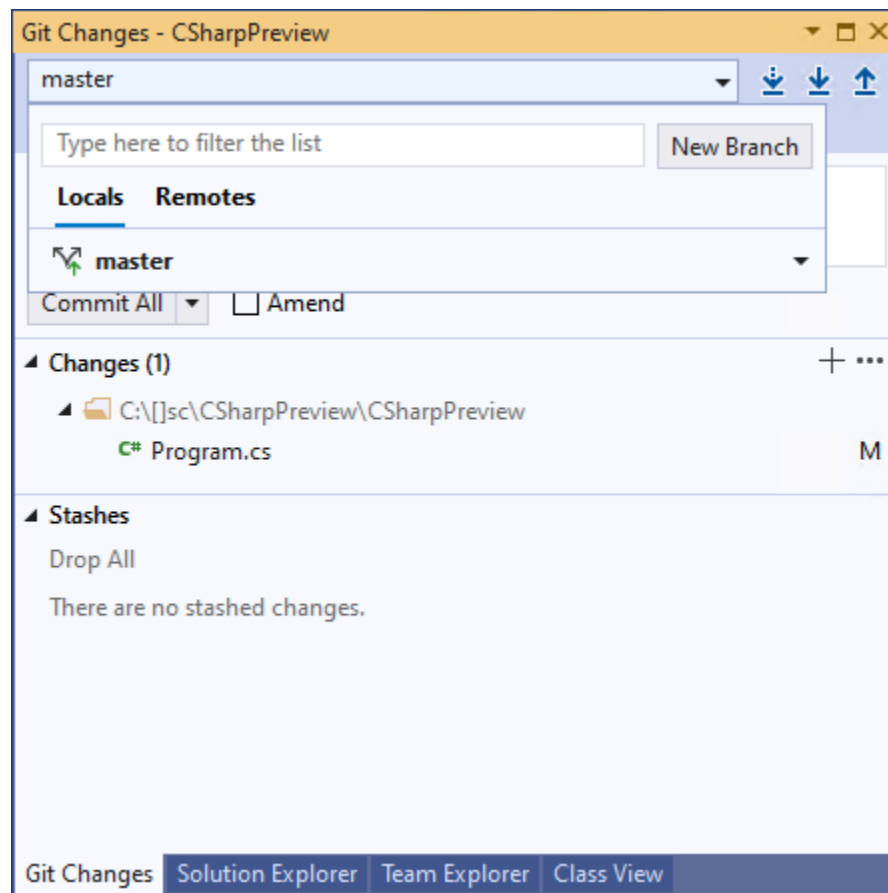 Git Changes - CSharpPreview
master
Type here to filter the list
New Branch
Locals Remotes
master
Commit All Amend
Changes (1)
C:\[]sc\CSharpPreview\CSharpPreview
C# Program.cs M
Stashes
Drop All
There are no stashed changes.
Git Changes Solution Explorer Team Explorer Class View